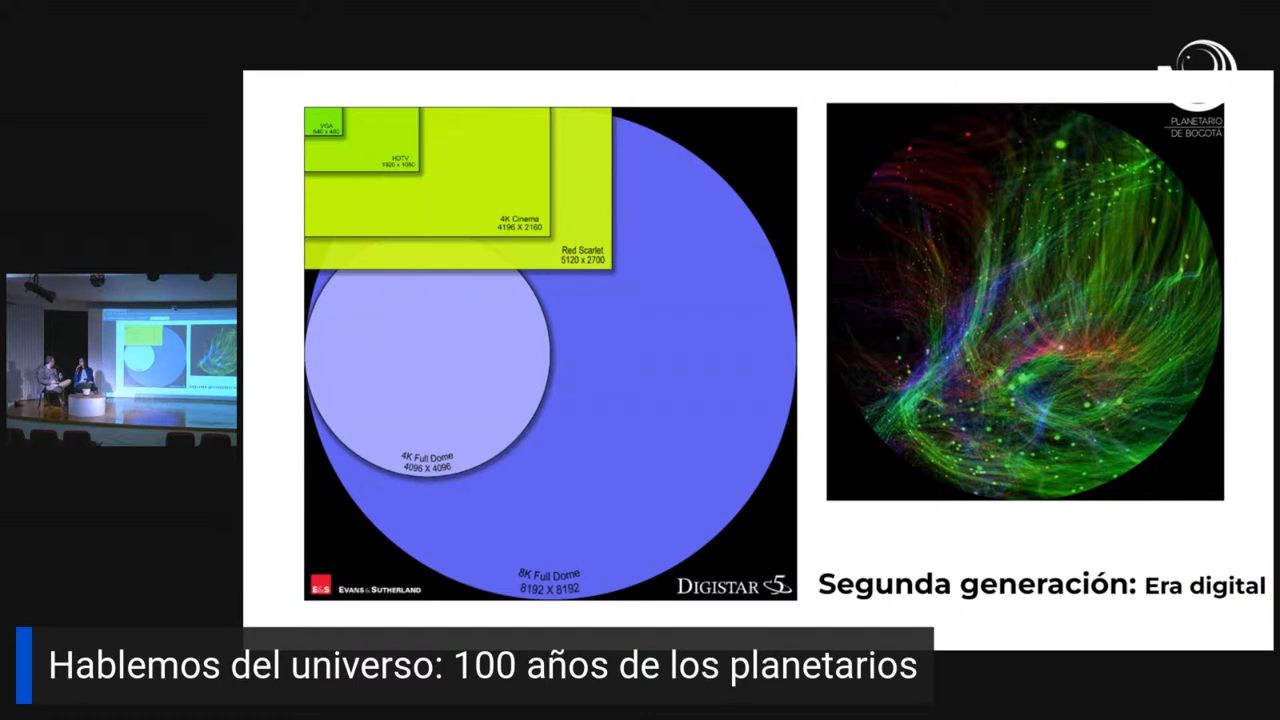 PLANETARIO
DE BOGOTÁ
VGA
640 x 480
HDTV
1920 x 1080
4K Cinema
4196 X 2160
Red Scarlet
5120 x 2700
4K Full Dome
4096 X 4096
8K Full Dome
8192 X 8192
E&S EVANS & SUTHERLAND
DIGISTAR 5
Segunda generación: Era digital
Hablemos del universo: 100 años de los planetarios